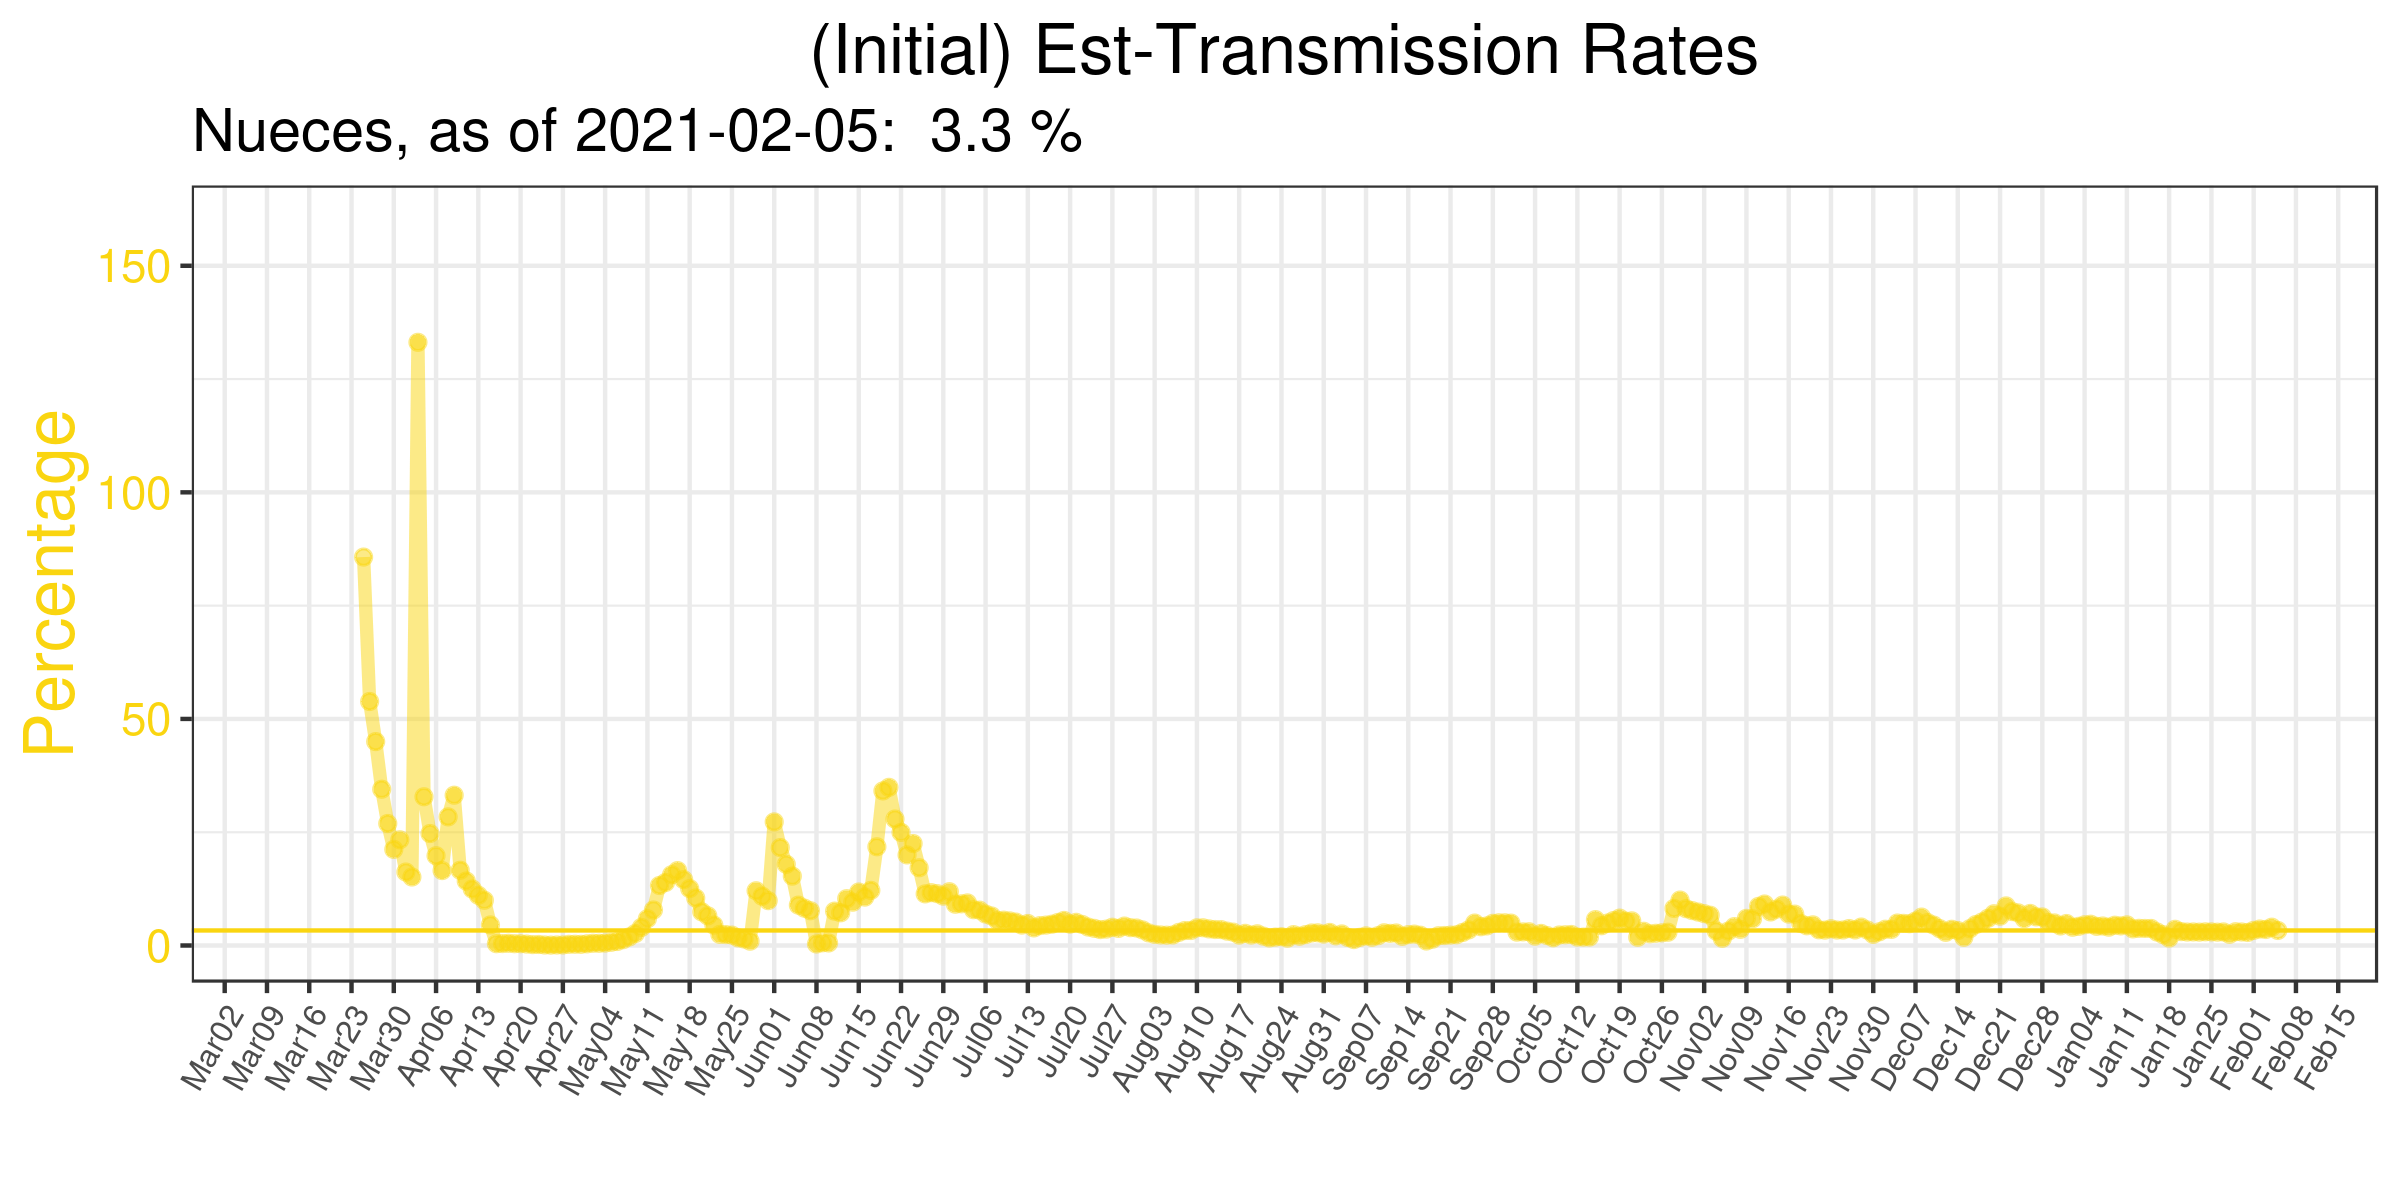 (Initial) Est-Transmission Rates
Nueces, as of 2021-02-05:  3.3 %
Percentage
150
100
50
0
Mar02
Mar09
Mar16
Mar23
Mar30
Apr06
Apr13
Apr20
Apr27
May04
May11
May18
May25
Jun01
Jun08
Jun15
Jun22
Jun29
Jul06
Jul13
Jul20
Jul27
Aug03
Aug10
Aug17
Aug24
Aug31
Sep07
Sep14
Sep21
Sep28
Oct05
Oct12
Oct19
Oct26
Nov02
Nov09
Nov16
Nov23
Nov30
Dec07
Dec14
Dec21
Dec28
Jan04
Jan11
Jan18
Jan25
Feb01
Feb08
Feb15